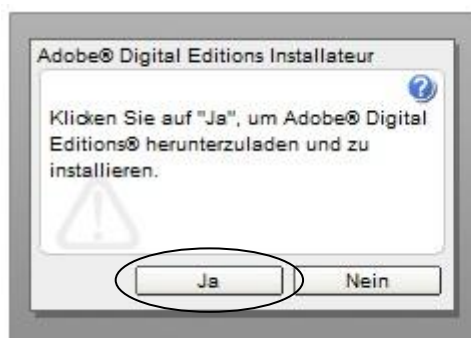 Adobe® Digital Editions Installateur
Klicken Sie auf "Ja", um Adobe® Digital
Editions® herunterzuladen und zu
installieren.
Ja Nein